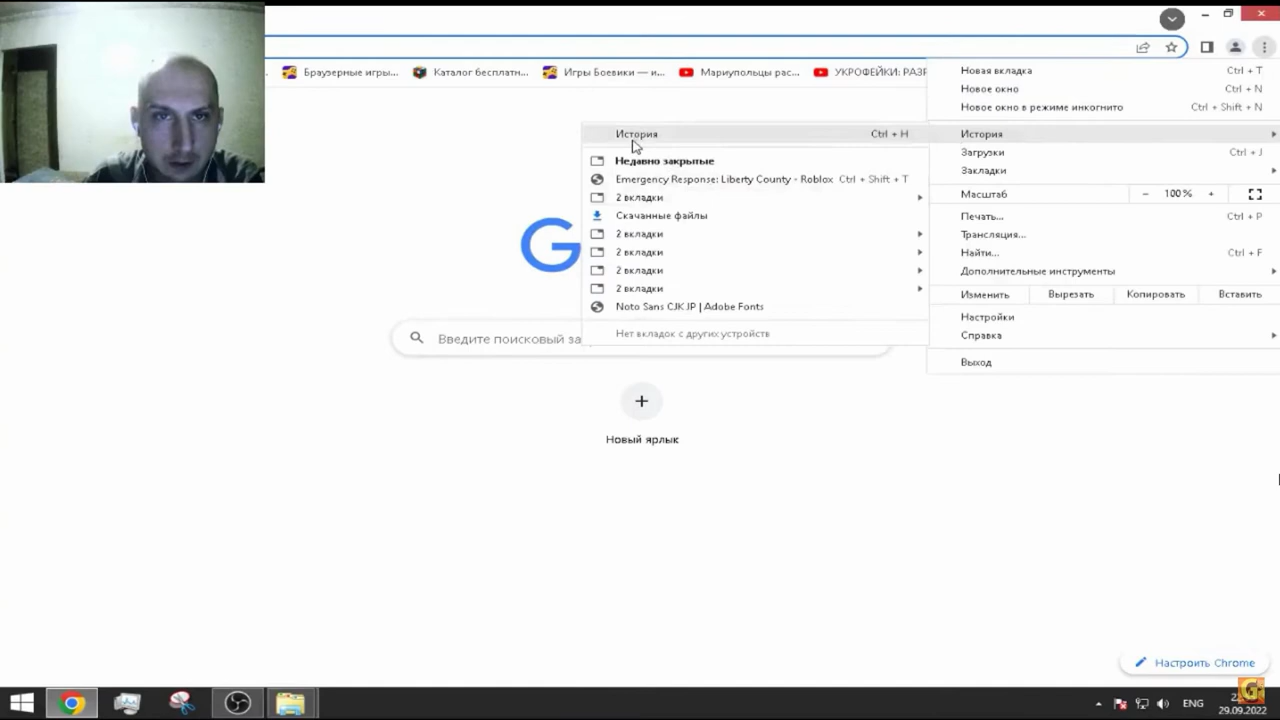 Браузерные игры...
Каталог бесплатн...
Игры Боевики — и...
Мариупольцы рас...
УКРОФЕЙКИ: РАЗР
Новая вкладка Ctrl + T
Новое окно Ctrl + N
Новое окно в режиме инкогнито Ctrl + Shift + N
История
Загрузки Ctrl + J
Закладки
Масштаб − 100% +
Печать... Ctrl + P
Трансляция...
Найти... Ctrl + F
Дополнительные инструменты
Изменить Вырезать Копировать Вставить
Настройки
Справка
Выход
История Ctrl + H
Недавно закрытые
Emergency Response: Liberty County - Roblox Ctrl + Shift + T
2 вкладки
Скачанные файлы
2 вкладки
2 вкладки
2 вкладки
2 вкладки
Noto Sans CJK JP | Adobe Fonts
Нет вкладок с других устройств
G
Введите поисковый за
Новый ярлык
Настроить Chrome
ENG
29.09.2022